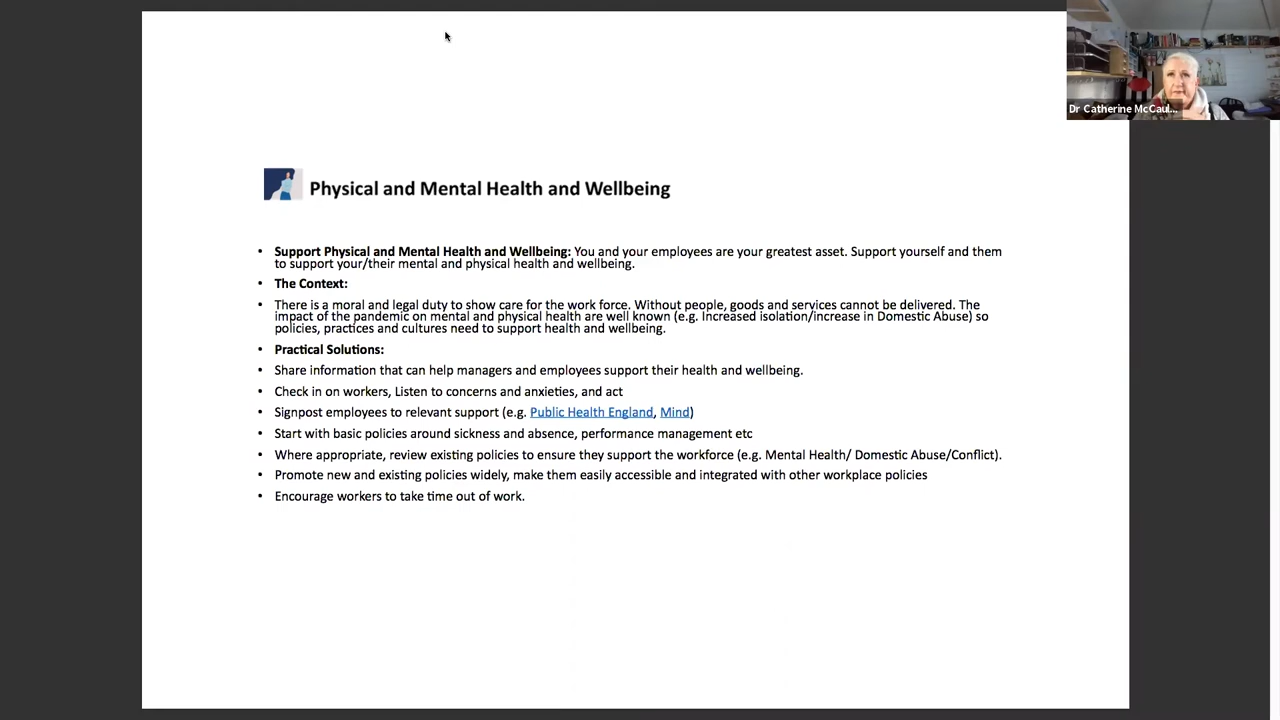 Dr Catherine McCaul...
Physical and Mental Health and Wellbeing
• Support Physical and Mental Health and Wellbeing: You and your employees are your greatest asset. Support yourself and them
to support your/their mental and physical health and wellbeing.
• The Context:
• There is a moral and legal duty to show care for the work force. Without people, goods and services cannot be delivered. The
impact of the pandemic on mental and physical health are well known (e.g. Increased isolation/increase in Domestic Abuse) so
policies, practices and cultures need to support health and wellbeing.
• Practical Solutions:
• Share information that can help managers and employees support their health and wellbeing.
• Check in on workers, Listen to concerns and anxieties, and act
• Signpost employees to relevant support (e.g. Public Health England, Mind)
• Start with basic policies around sickness and absence, performance management etc
• Where appropriate, review existing policies to ensure they support the workforce (e.g. Mental Health/ Domestic Abuse/Conflict).
• Promote new and existing policies widely, make them easily accessible and integrated with other workplace policies
• Encourage workers to take time out of work.